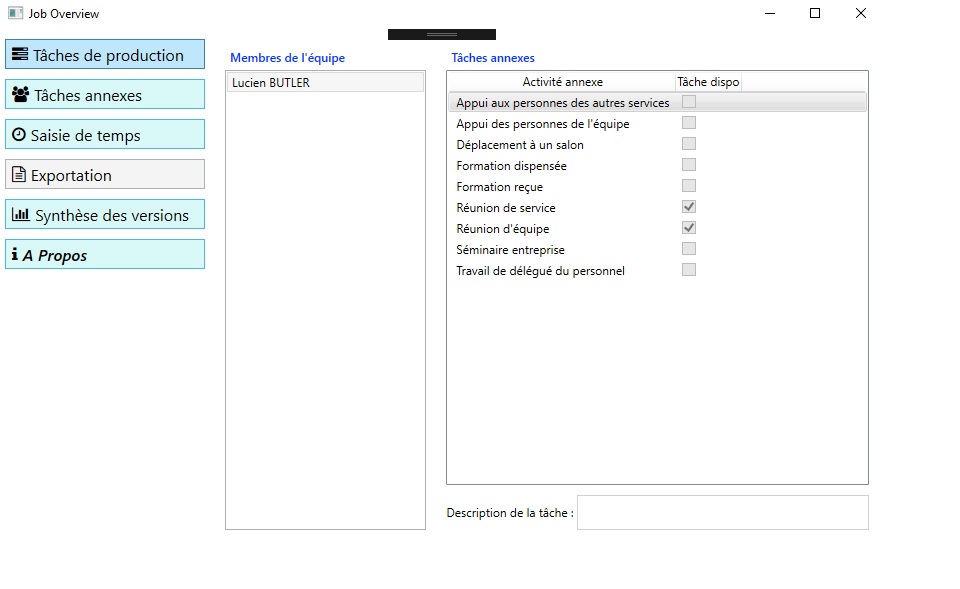 Job Overview
Tâches de production
Tâches annexes
Saisie de temps
Exportation
Synthèse des versions
A Propos
Membres de l'équipe
Lucien BUTLER
Tâches annexes
Activité annexe Tâche dispo
Appui aux personnes des autres services
Appui des personnes de l'équipe
Déplacement à un salon
Formation dispensée
Formation reçue
Réunion de service
Réunion d'équipe
Séminaire entreprise
Travail de délégué du personnel
Description de la tâche :